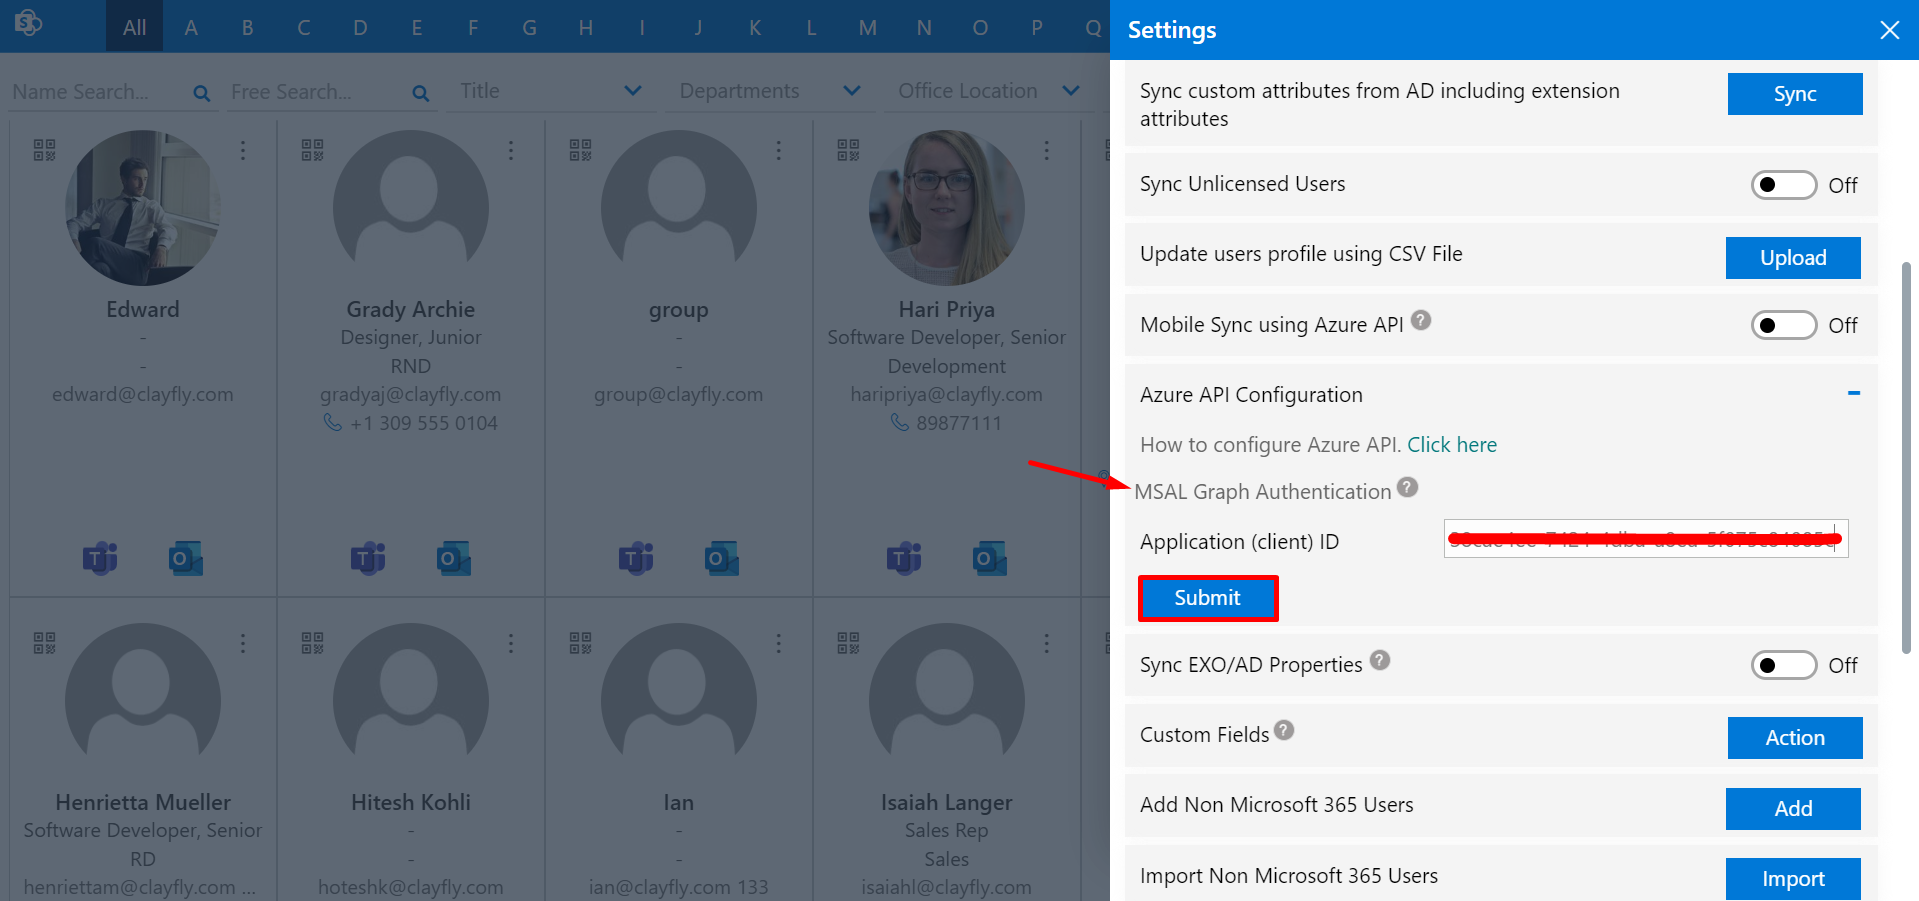 S
All A B C D E F G H I J K L M N O P Q
Name Search...
Free Search...
Title
Departments
Office Location
Edward
-
-
edward@clayfly.com
Grady Archie
Designer, Junior
RND
gradyaj@clayfly.com
+1 309 555 0104
group
-
-
group@clayfly.com
Hari Priya
Software Developer, Senior
Development
haripriya@clayfly.com
89877111
T
O
T
O
T
O
T
O
Henrietta Mueller
Software Developer, Senior
RD
henriettam@clayfly.com ...
Hitesh Kohli
-
-
hoteshk@clayfly.com
Ian
-
-
ian@clayfly.com 133
Isaiah Langer
Sales Rep
Sales
isaiahl@clayfly.com
Settings
Sync custom attributes from AD including extension
attributes
Sync
Sync Unlicensed Users
Off
Update users profile using CSV File
Upload
Mobile Sync using Azure API ?
Off
Azure API Configuration
How to configure Azure API. Click here
MSAL Graph Authentication ?
Application (client) ID
Submit
Sync EXO/AD Properties ?
Off
Custom Fields ?
Action
Add Non Microsoft 365 Users
Add
Import Non Microsoft 365 Users
Import